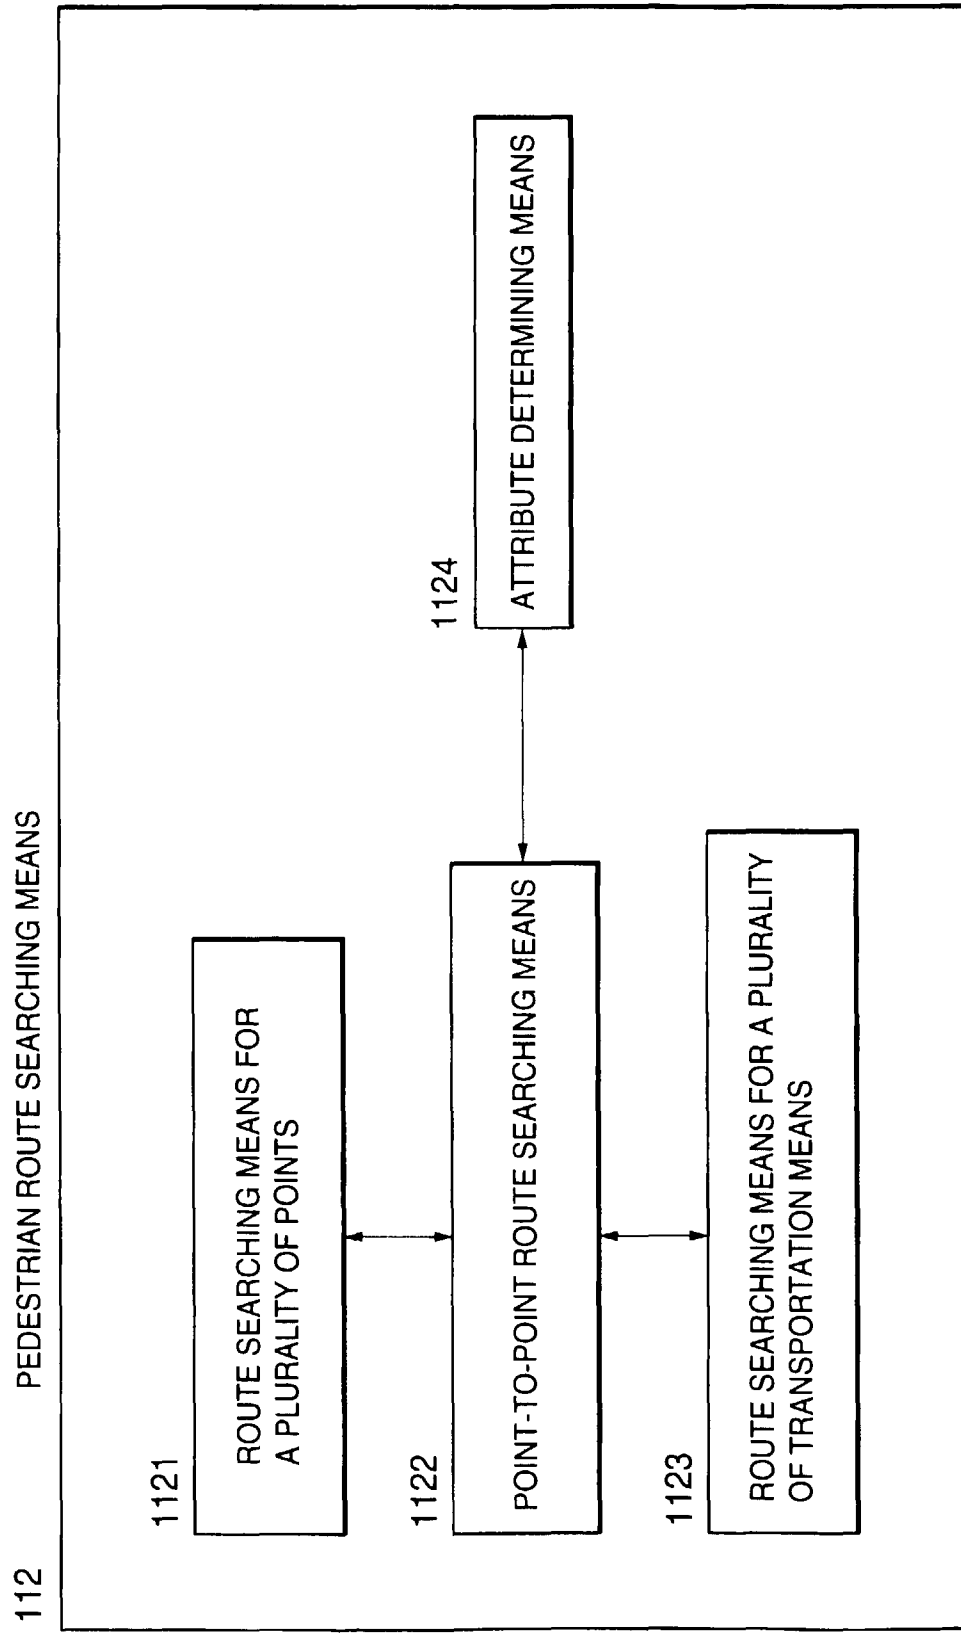 112 PEDESTRIAN ROUTE SEARCHING MEANS
1121
ROUTE SEARCHING MEANS FOR
A PLURALITY OF POINTS
1122
POINT-TO-POINT ROUTE SEARCHING MEANS
1124
ATTRIBUTE DETERMINING MEANS
1123
ROUTE SEARCHING MEANS FOR A PLURALITY
OF TRANSPORTATION MEANS